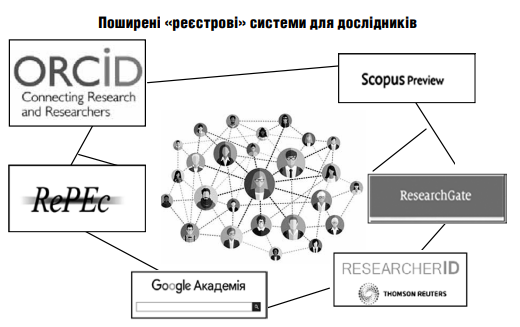 Поширені «реєстрові» системи для дослідників
ORCID
Connecting Research
and Researchers
Scopus Preview
RePEc
ResearchGate
Google Академія
RESEARCHERID
THOMSON REUTERS